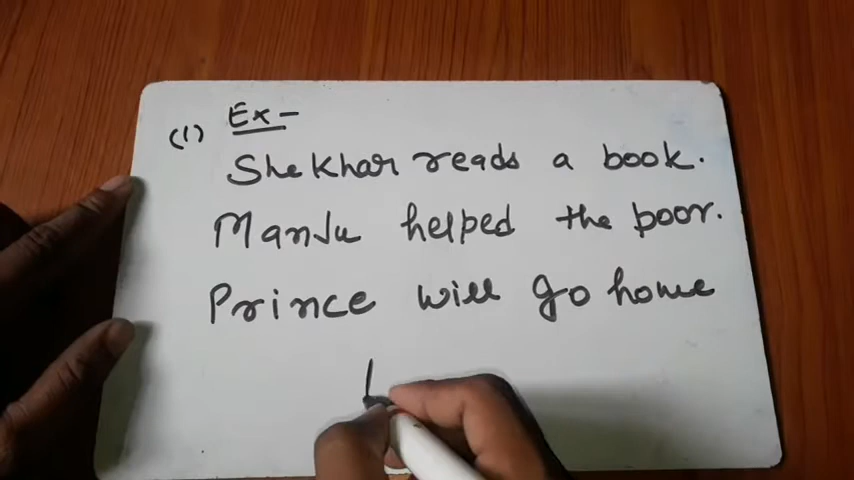 (1) Ex-
Shekhar reads a book.
Manju helped the poor.
Prince will go home